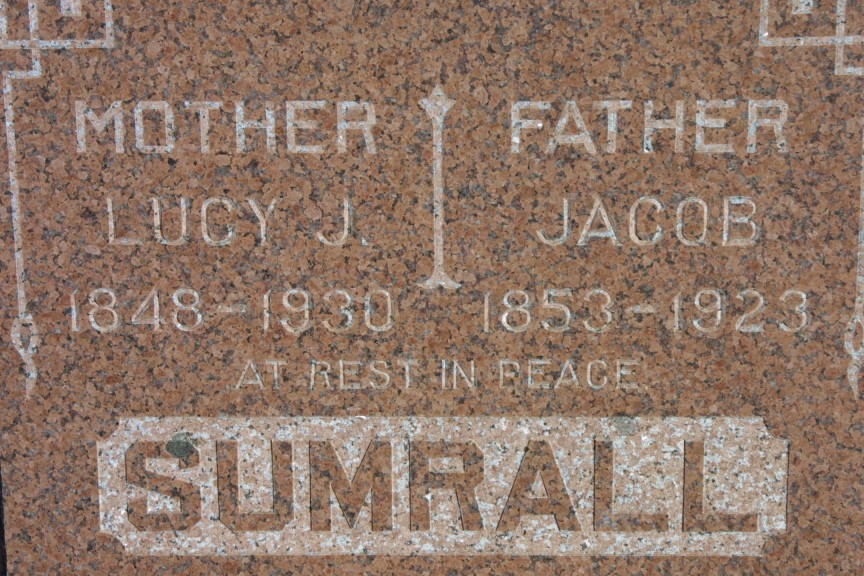 MOTHER
LUCY J.
1848-1930
FATHER
JACOB
1853-1923
AT REST IN PEACE.
SUMRALL